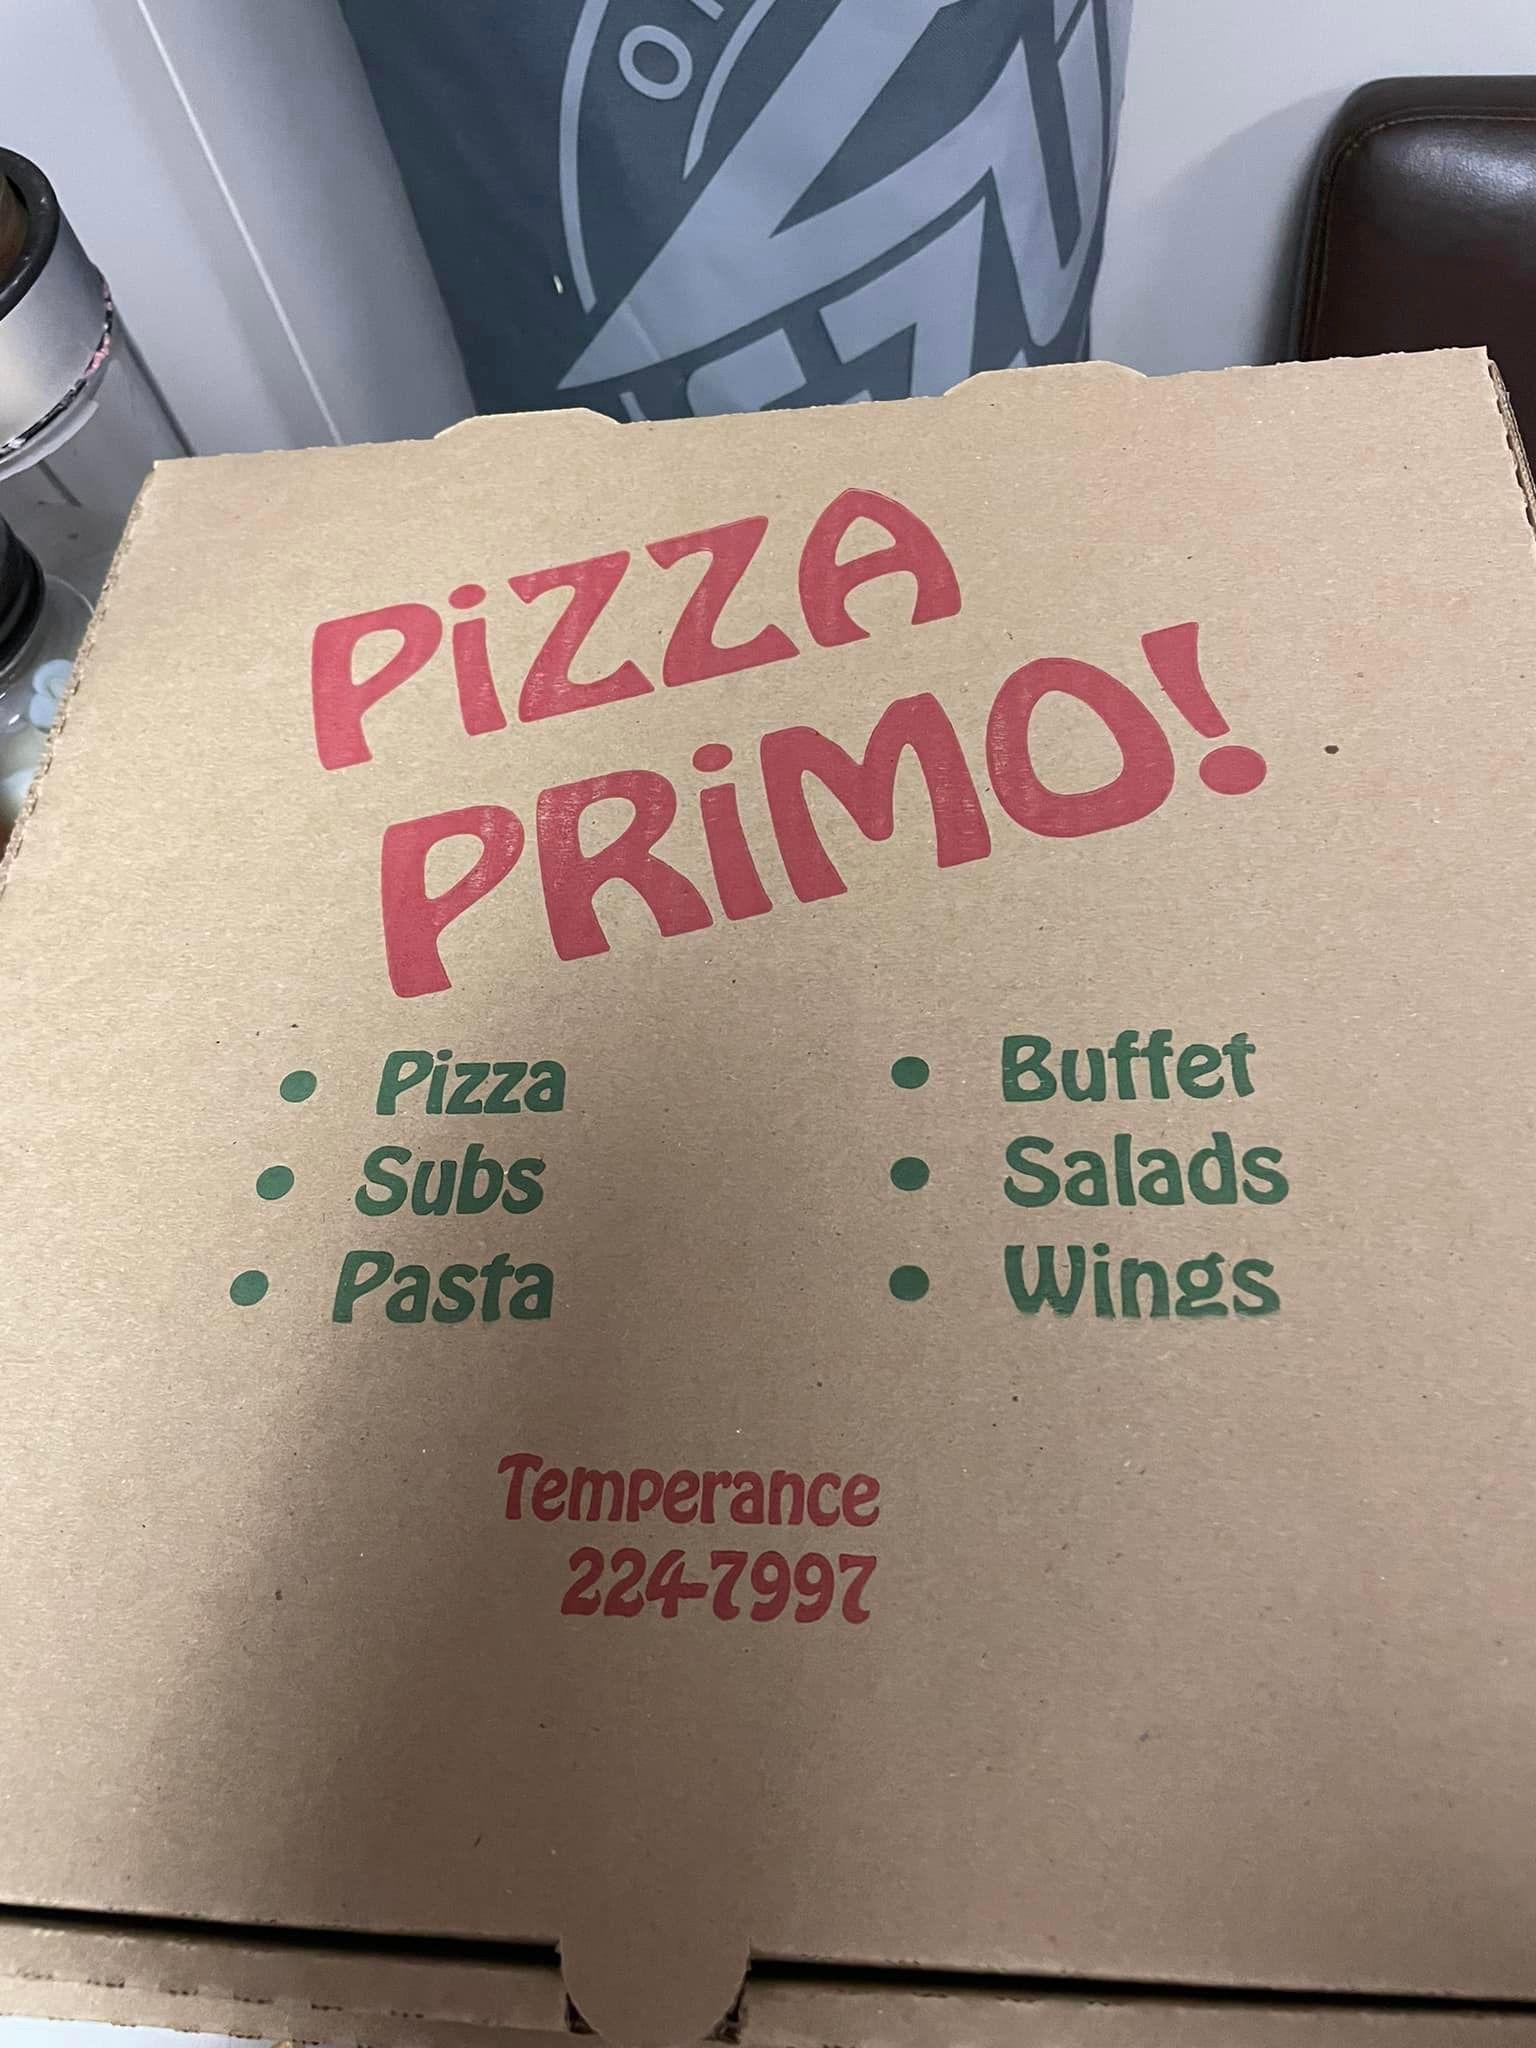 PiZZA
PRiMO!
• Pizza
• Subs
• Pasta
• Buffet
• Salads
• Wings
Temperance
224-7997